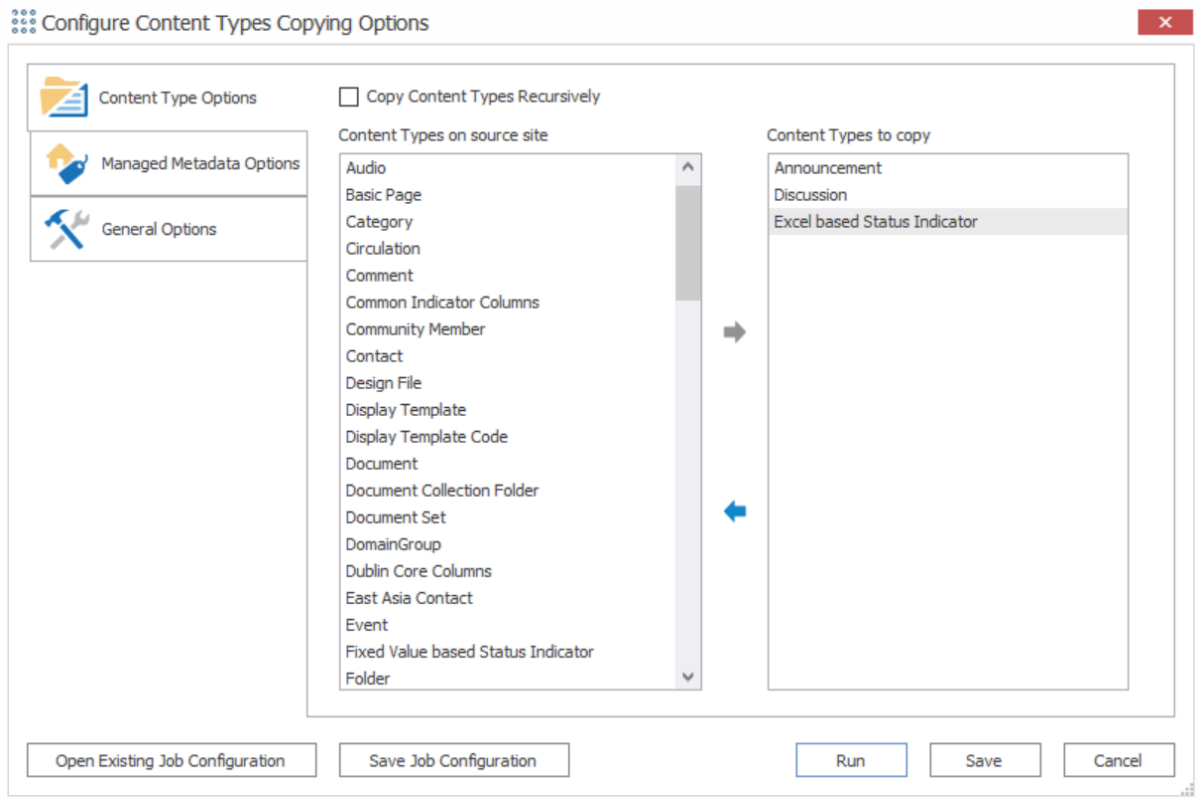 Configure Content Types Copying Options
Content Type Options
Managed Metadata Options
General Options
Copy Content Types Recursively
Content Types on source site
Audio
Basic Page
Category
Circulation
Comment
Common Indicator Columns
Community Member
Contact
Design File
Display Template
Display Template Code
Document
Document Collection Folder
Document Set
DomainGroup
Dublin Core Columns
East Asia Contact
Event
Fixed Value based Status Indicator
Folder
Content Types to copy
Announcement
Discussion
Excel based Status Indicator
Open Existing Job Configuration
Save Job Configuration
Run
Save
Cancel